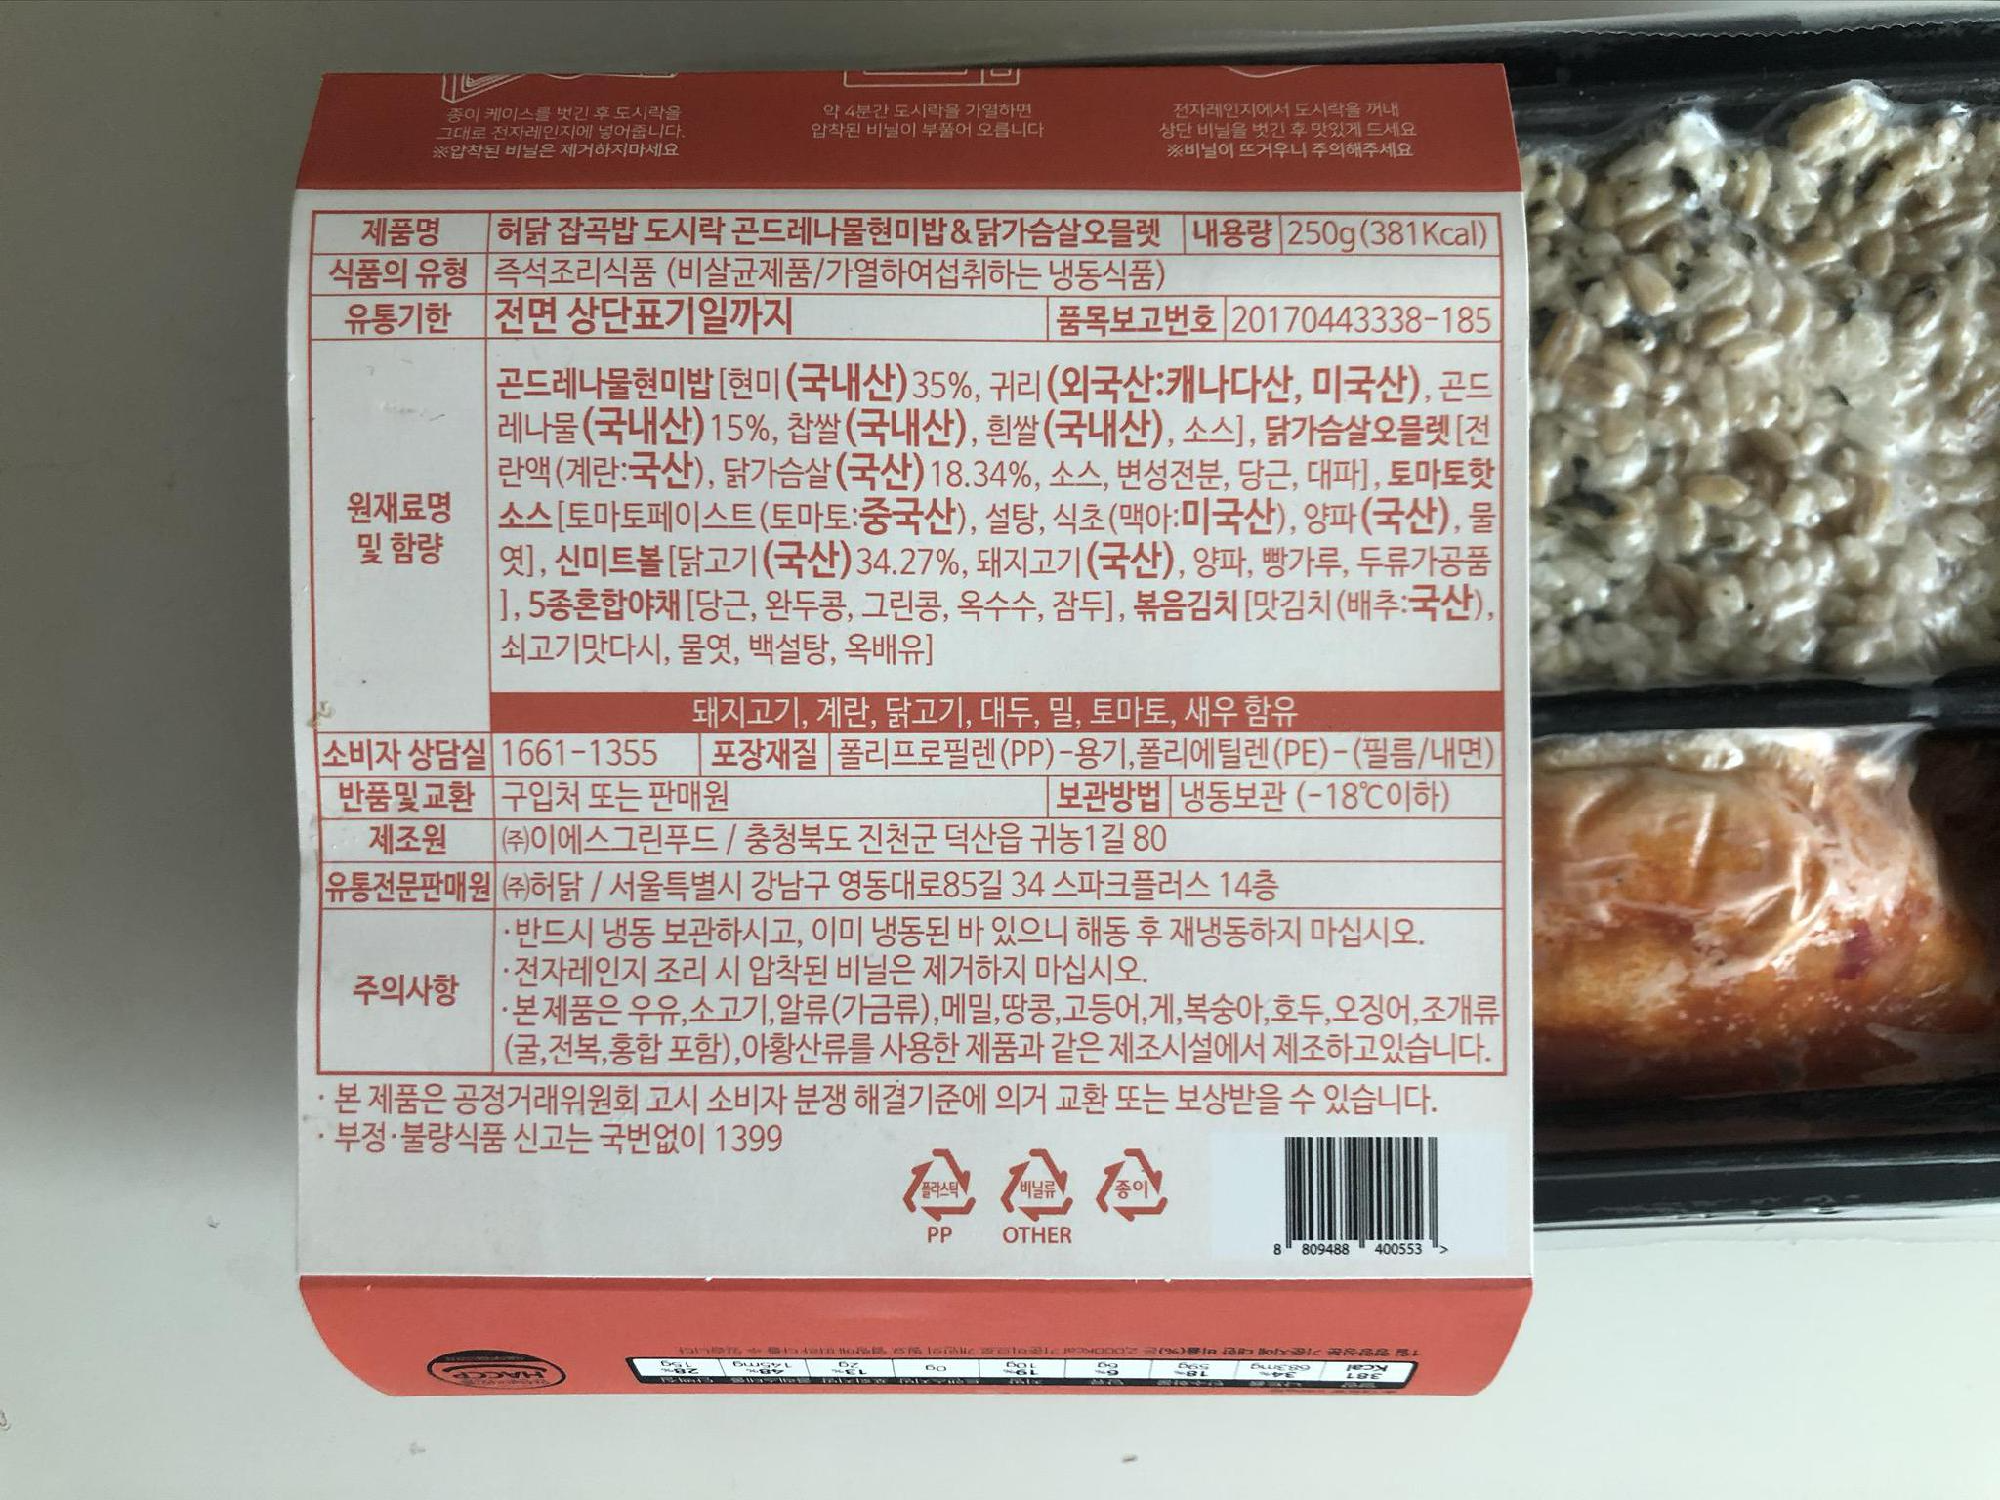 종이 케이스를 벗긴 후 도시락을
그대로 전자레인지에 넣어줍니다.
※압착된 비닐은 제거하지마세요
약 4분간 도시락을 가열하면
압착된 비닐이 부풀어 오릅니다
전자레인지에서 도시락을 꺼내
상단 비닐을 벗긴 후 맛있게 드세요
※비닐이 뜨거우니 주의해주세요
제품명 허닭 잡곡밥 도시락 곤드레나물현미밥&닭가슴살오믈렛 내용량 250g(381Kcal)
식품의 유형 즉석조리식품 (비살균제품/가열하여섭취하는 냉동식품)
유통기한 전면 상단표기일까지 품목보고번호 20170443338-185
원재료명 및 함량
곤드레나물현미밥[현미(국내산)35%, 귀리(외국산:캐나다산, 미국산), 곤드
레나물(국내산)15%, 찹쌀(국내산), 흰쌀(국내산), 소스], 닭가슴살오믈렛[전
란액(계란:국산), 닭가슴살(국산)18.34%, 소스, 변성전분, 당근, 대파], 토마토핫
소스[토마토페이스트(토마토:중국산), 설탕, 식초(맥아:미국산), 양파(국산), 물
엿], 신미트볼[닭고기(국산)34.27%, 돼지고기(국산), 양파, 빵가루, 두류가공품
], 5종혼합야채[당근, 완두콩, 그린콩, 옥수수, 잠두], 볶음김치[맛김치(배추:국산),
쇠고기맛다시, 물엿, 백설탕, 옥배유]
돼지고기, 계란, 닭고기, 대두, 밀, 토마토, 새우 함유
소비자 상담실 1661-1355 포장재질 폴리프로필렌(PP)-용기,폴리에틸렌(PE)-(필름/내면)
반품및교환 구입처 또는 판매원 보관방법 냉동보관 (-18℃이하)
제조원 ㈜이에스그린푸드 / 충청북도 진천군 덕산읍 귀농1길 80
유통전문판매원 ㈜허닭 / 서울특별시 강남구 영동대로85길 34 스파크플러스 14층
주의사항
·반드시 냉동 보관하시고, 이미 냉동된 바 있으니 해동 후 재냉동하지 마십시오.
·전자레인지 조리 시 압착된 비닐은 제거하지 마십시오.
·본 제품은 우유,소고기,알류(가금류),메밀,땅콩,고등어,게,복숭아,호두,오징어,조개류
(굴,전복,홍합 포함),아황산류를 사용한 제품과 같은 제조시설에서 제조하고있습니다.
· 본 제품은 공정거래위원회 고시 소비자 분쟁 해결기준에 의거 교환 또는 보상받을 수 있습니다.
· 부정·불량식품 신고는 국번없이 1399
플라스틱 비닐류 종이
PP OTHER
8 809488 400553 >
HACCP
381 Kcal 34% 683mg 18% 59g 6% 6g 19% 10g 0g 13% 2g 48% 145mg 28% 15g